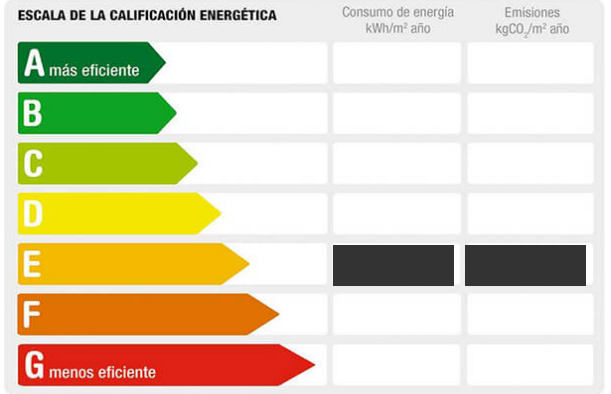 ESCALA DE LA CALIFICACIÓN ENERGÉTICA
Consumo de energía
kWh/m² año
Emisiones
kgCO₂/m² año
A más eficiente
B
C
D
E
F
G menos eficiente